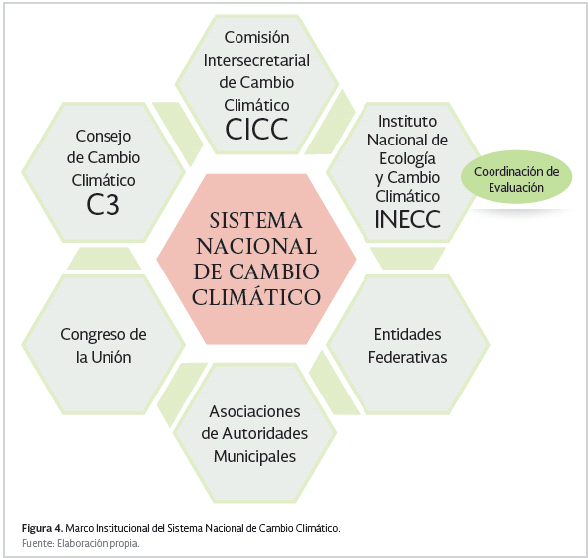 Comisión
Intersecretarial
de Cambio
Climático
CICC
Instituto
Nacional de
Ecología
y Cambio
Climático
INECC
Coordinación de
Evaluación
Consejo
de Cambio
Climático
C3
SISTEMA
NACIONAL
DE CAMBIO
CLIMÁTICO
Congreso de
la Unión
Entidades
Federativas
Asociaciones
de Autoridades
Municipales
Figura 4. Marco Institucional del Sistema Nacional de Cambio Climático.
Fuente: Elaboración propia.